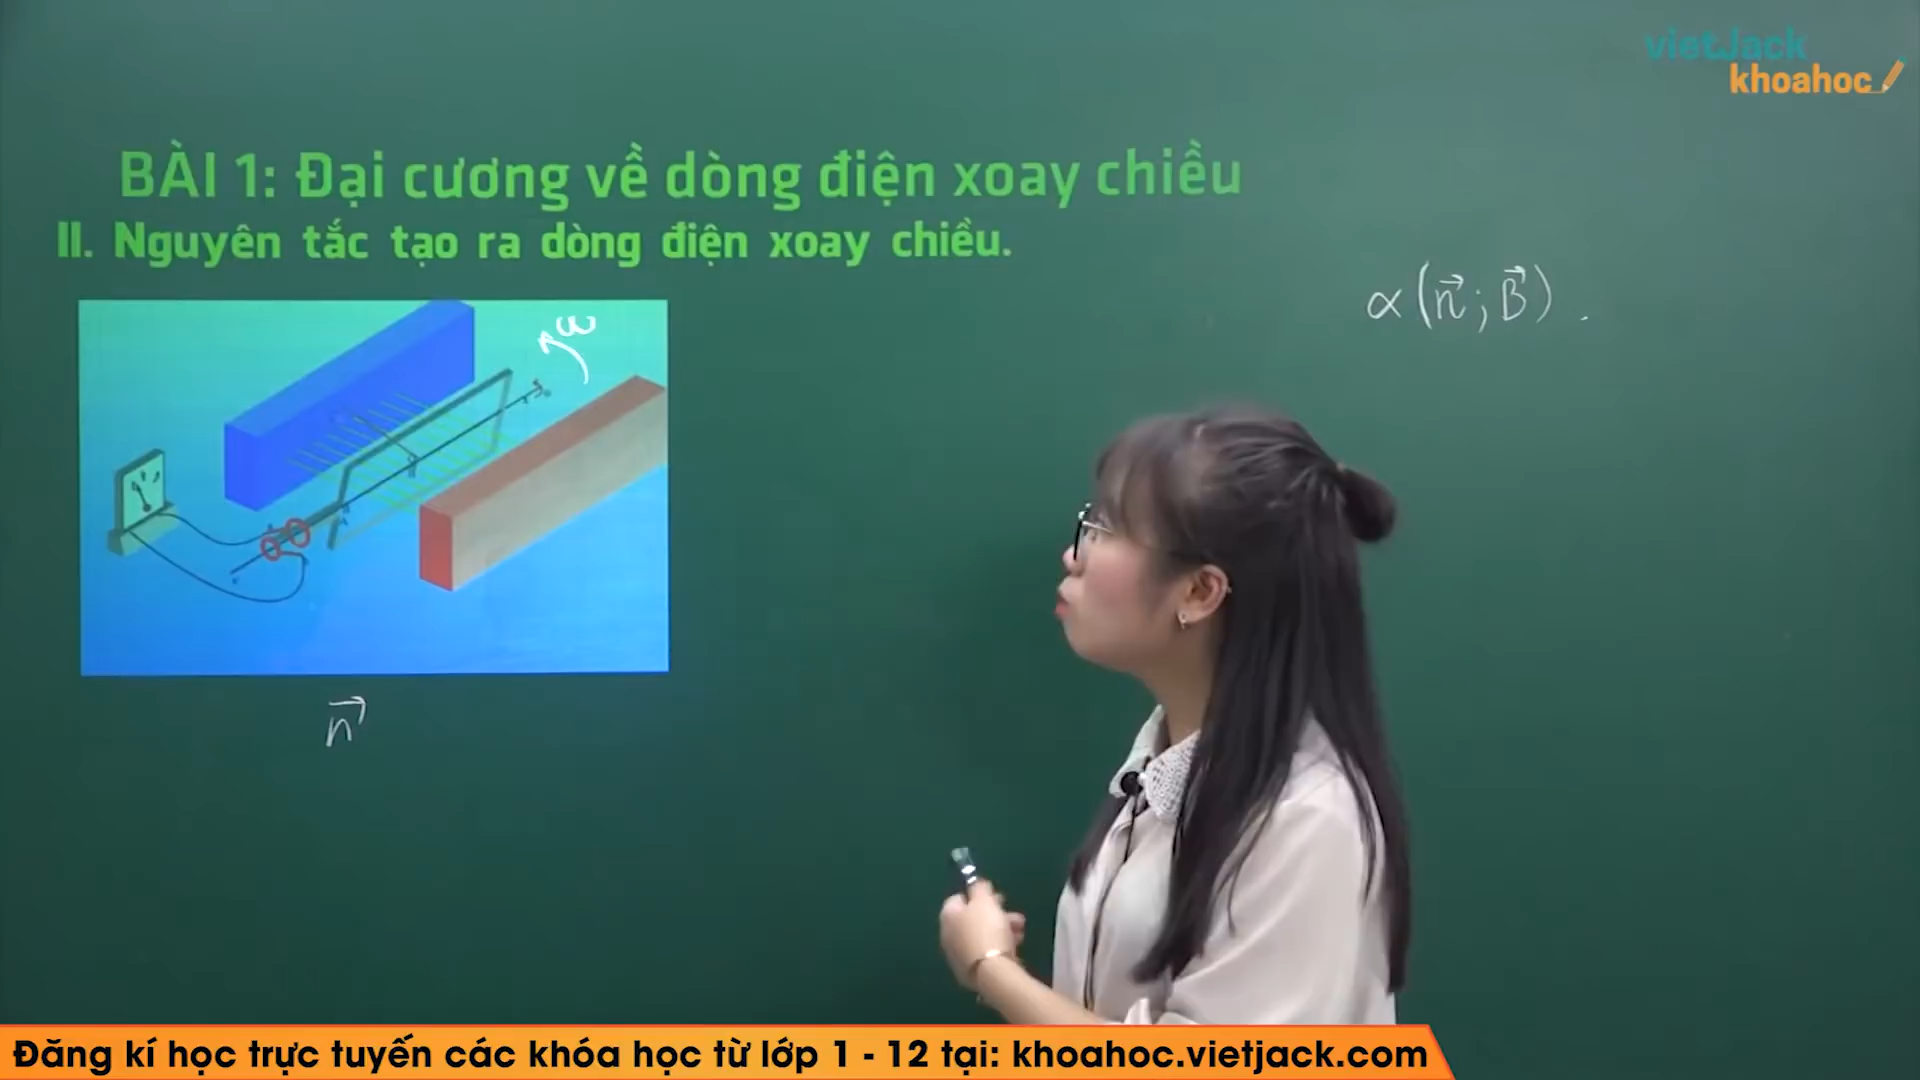 vietJack
khoahoc
BÀI 1: Đại cương về dòng điện xoay chiều
II. Nguyên tắc tạo ra dòng điện xoay chiều.
α (n⃗ ; B⃗) .
ω
n⃗
Đăng kí học trực tuyến các khóa học từ lớp 1 - 12 tại: khoahoc.vietjack.com